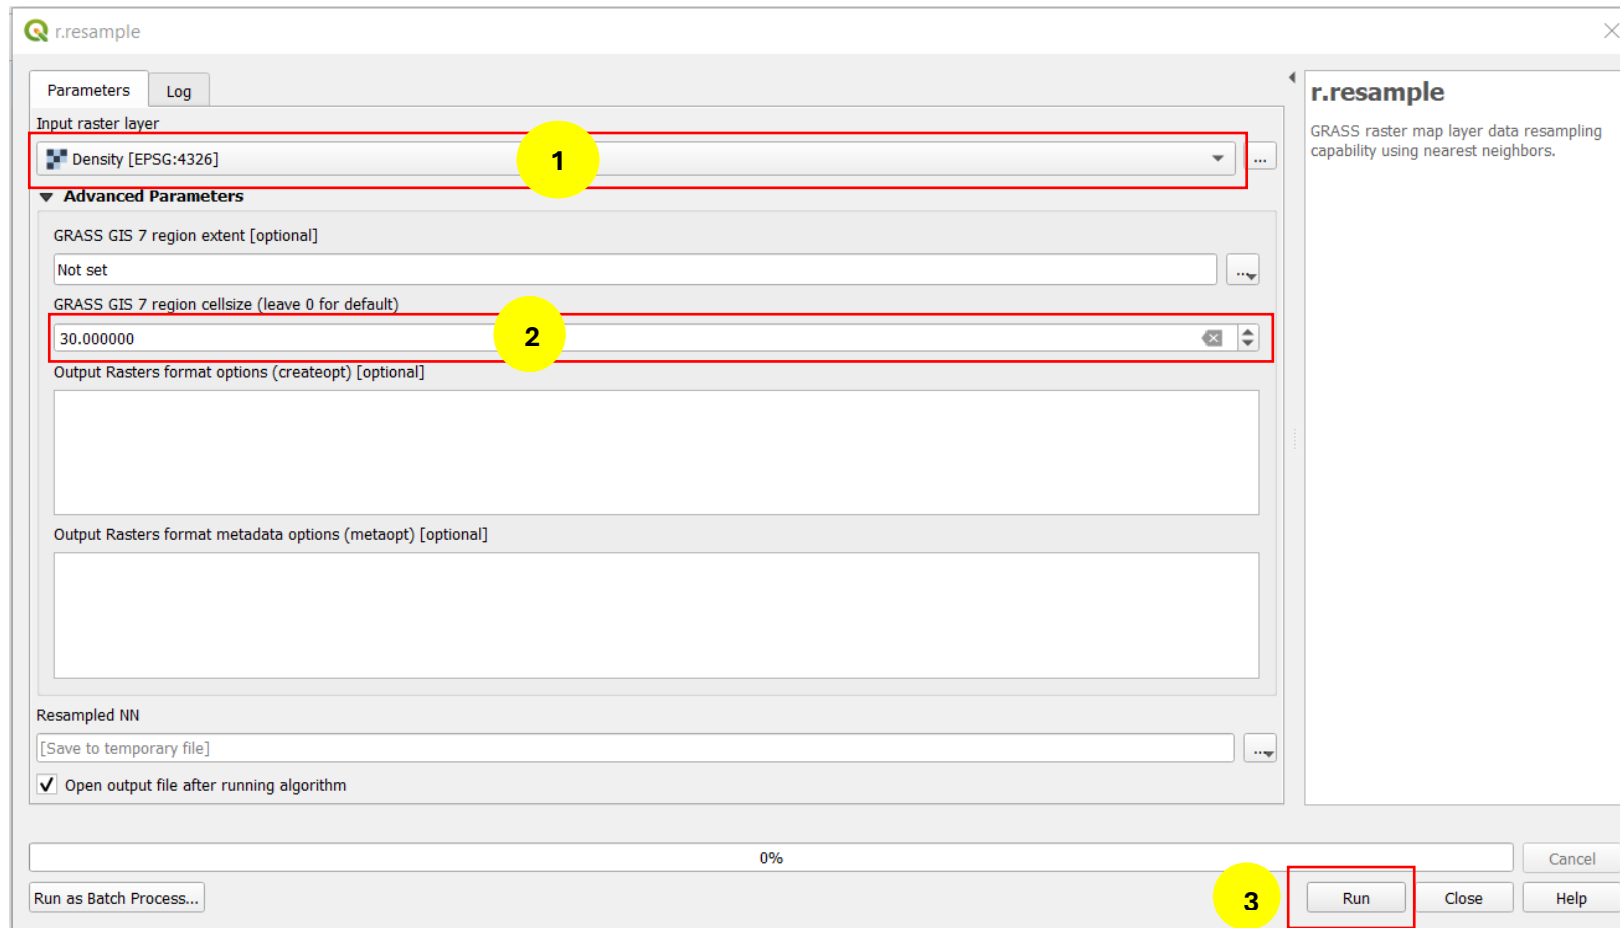 r.resample
Parameters
Log
Input raster layer
Density [EPSG:4326]
1
...
Advanced Parameters
GRASS GIS 7 region extent [optional]
Not set
...
GRASS GIS 7 region cellsize (leave 0 for default)
30.000000
2
Output Rasters format options (createopt) [optional]
Output Rasters format metadata options (metaopt) [optional]
Resampled NN
[Save to temporary file]
...
Open output file after running algorithm
r.resample
GRASS raster map layer data resampling
capability using nearest neighbors.
0%
Cancel
Run as Batch Process...
3
Run
Close
Help